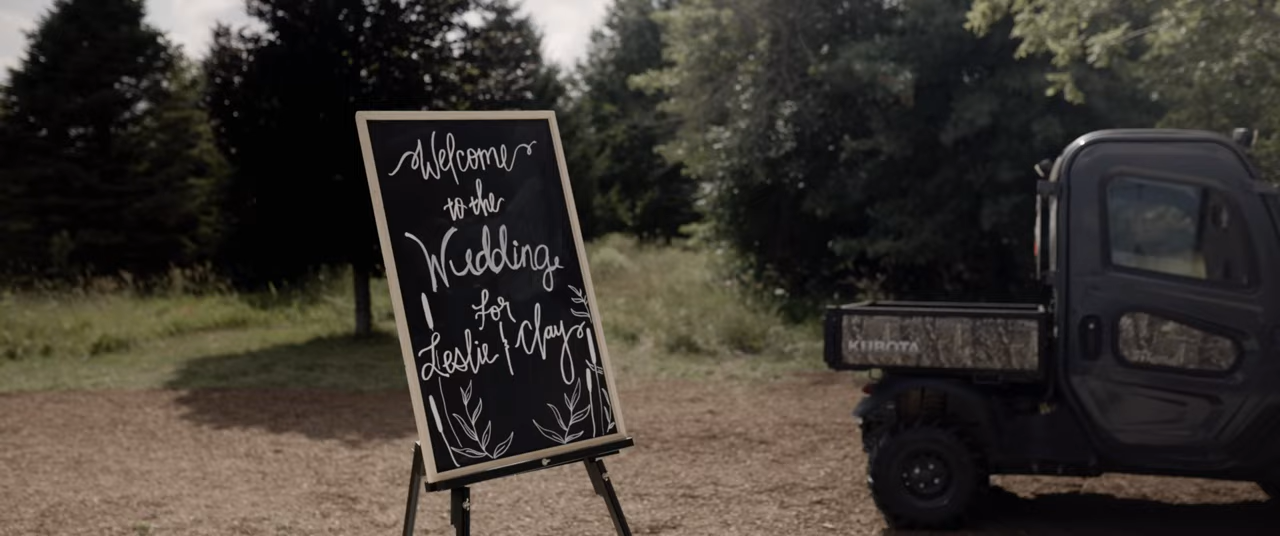 Welcome
to the
Wedding
for
Leslie & Clay
KUBOTA